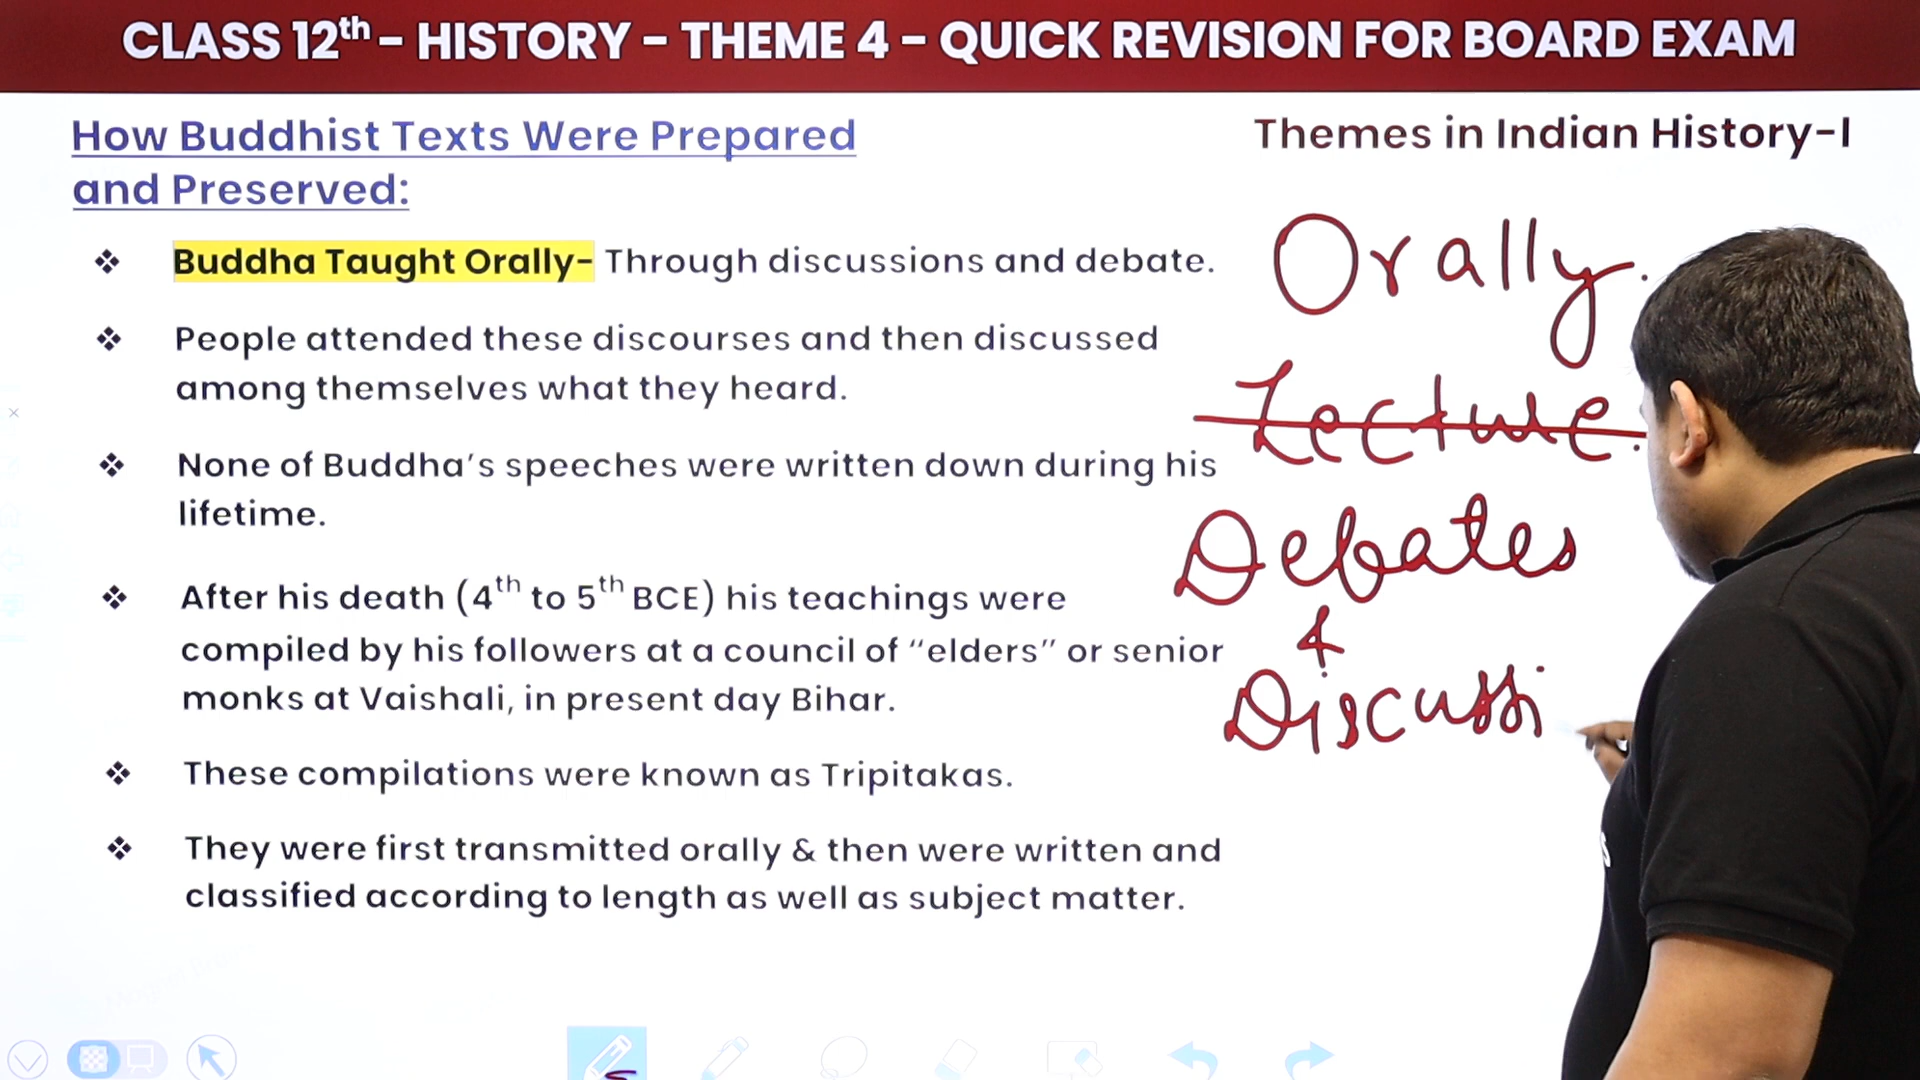 CLASS 12th - HISTORY - THEME 4 - QUICK REVISION FOR BOARD EXAM
How Buddhist Texts Were Prepared
and Preserved:
Themes in Indian History-I
❖ Buddha Taught Orally- Through discussions and debate.
❖ People attended these discourses and then discussed
among themselves what they heard.
❖ None of Buddha's speeches were written down during his
lifetime.
❖ After his death (4th to 5th BCE) his teachings were
compiled by his followers at a council of "elders" or senior
monks at Vaishali, in present day Bihar.
❖ These compilations were known as Tripitakas.
❖ They were first transmitted orally & then were written and
classified according to length as well as subject matter.
Orally.
Lecture.
Debates
&
Discussi